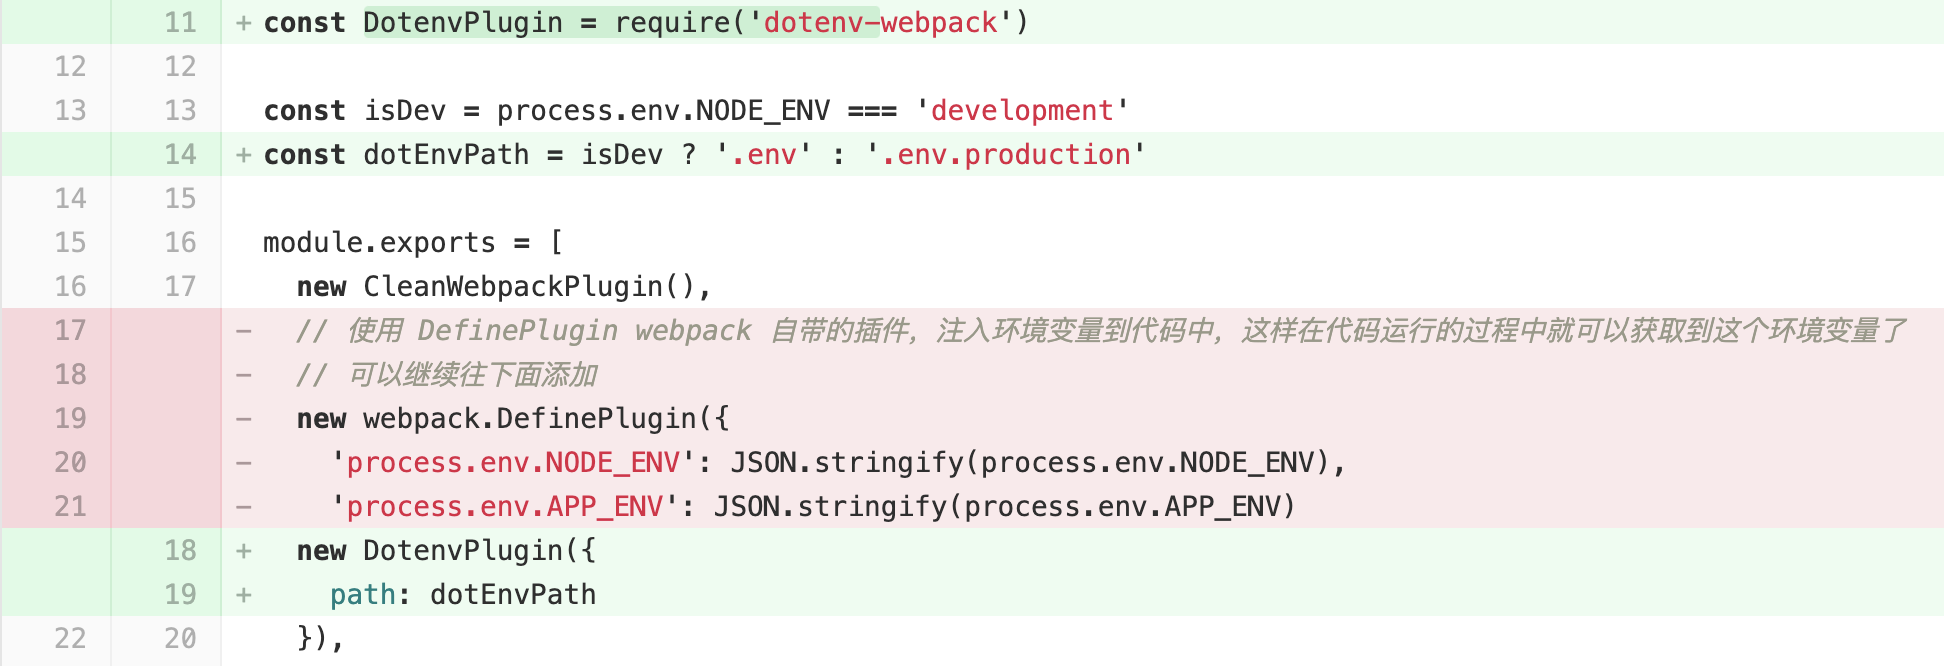 11 + const DotenvPlugin = require('dotenv-webpack')
12 12
13 13 const isDev = process.env.NODE_ENV === 'development'
14 + const dotEnvPath = isDev ? '.env' : '.env.production'
14 15
15 16 module.exports = [
16 17 new CleanWebpackPlugin(),
17 - // 使用 DefinePlugin webpack 自带的插件，注入环境变量到代码中，这样在代码运行的过程中就可以获取到这个环境变量了
18 - // 可以继续往下面添加
19 - new webpack.DefinePlugin({
20 - 'process.env.NODE_ENV': JSON.stringify(process.env.NODE_ENV),
21 - 'process.env.APP_ENV': JSON.stringify(process.env.APP_ENV)
18 + new DotenvPlugin({
19 + path: dotEnvPath
22 20 }),